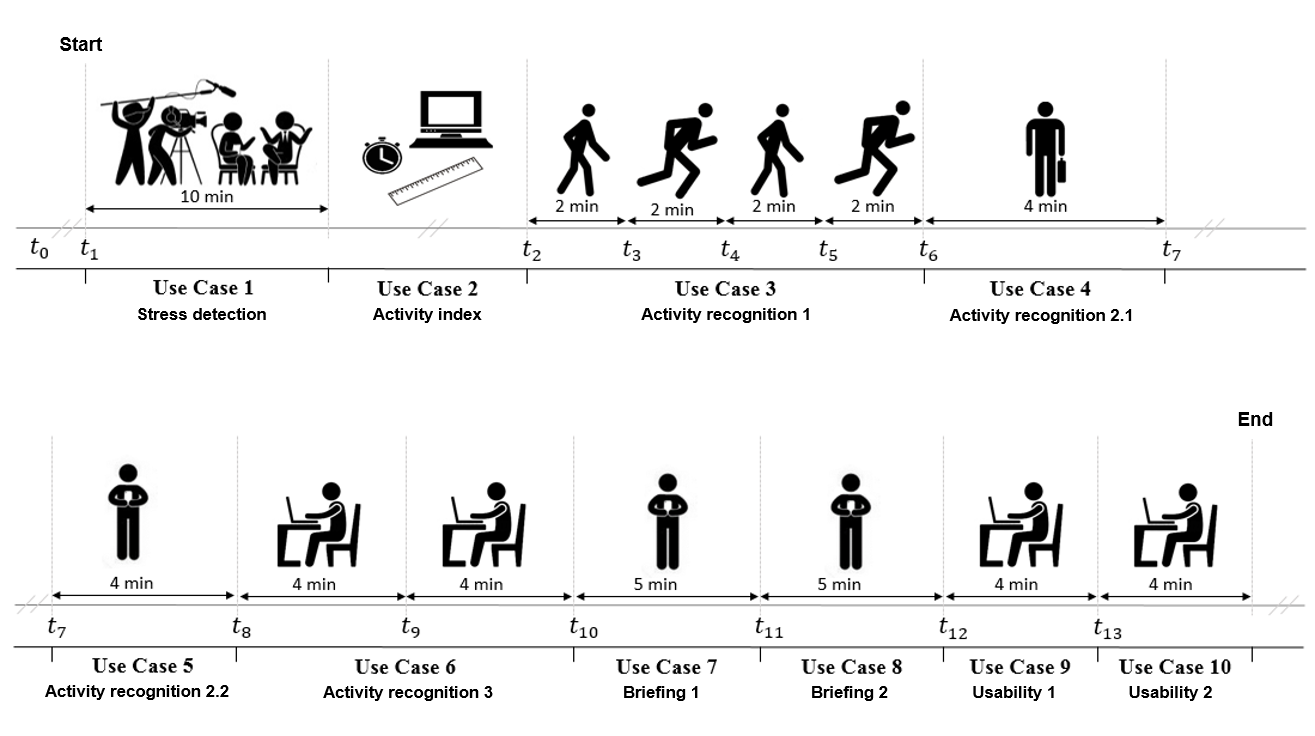 Start
10 min
2 min
2 min
2 min
2 min
4 min
t0 t1 t2 t3 t4 t5 t6 t7
Use Case 1
Stress detection
Use Case 2
Activity index
Use Case 3
Activity recognition 1
Use Case 4
Activity recognition 2.1
End
4 min
4 min
4 min
5 min
5 min
4 min
4 min
t7 t8 t9 t10 t11 t12 t13
Use Case 5
Activity recognition 2.2
Use Case 6
Activity recognition 3
Use Case 7
Briefing 1
Use Case 8
Briefing 2
Use Case 9
Usability 1
Use Case 10
Usability 2